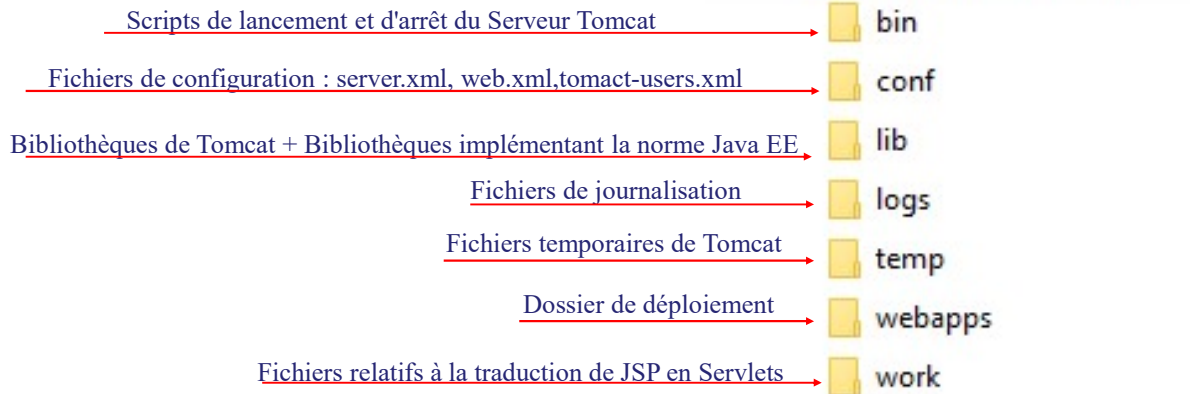 Scripts de lancement et d'arrêt du Serveur Tomcat bin
Fichiers de configuration : server.xml, web.xml,tomact-users.xml conf
Bibliothèques de Tomcat + Bibliothèques implémentant la norme Java EE lib
Fichiers de journalisation logs
Fichiers temporaires de Tomcat temp
Dossier de déploiement webapps
Fichiers relatifs à la traduction de JSP en Servlets work